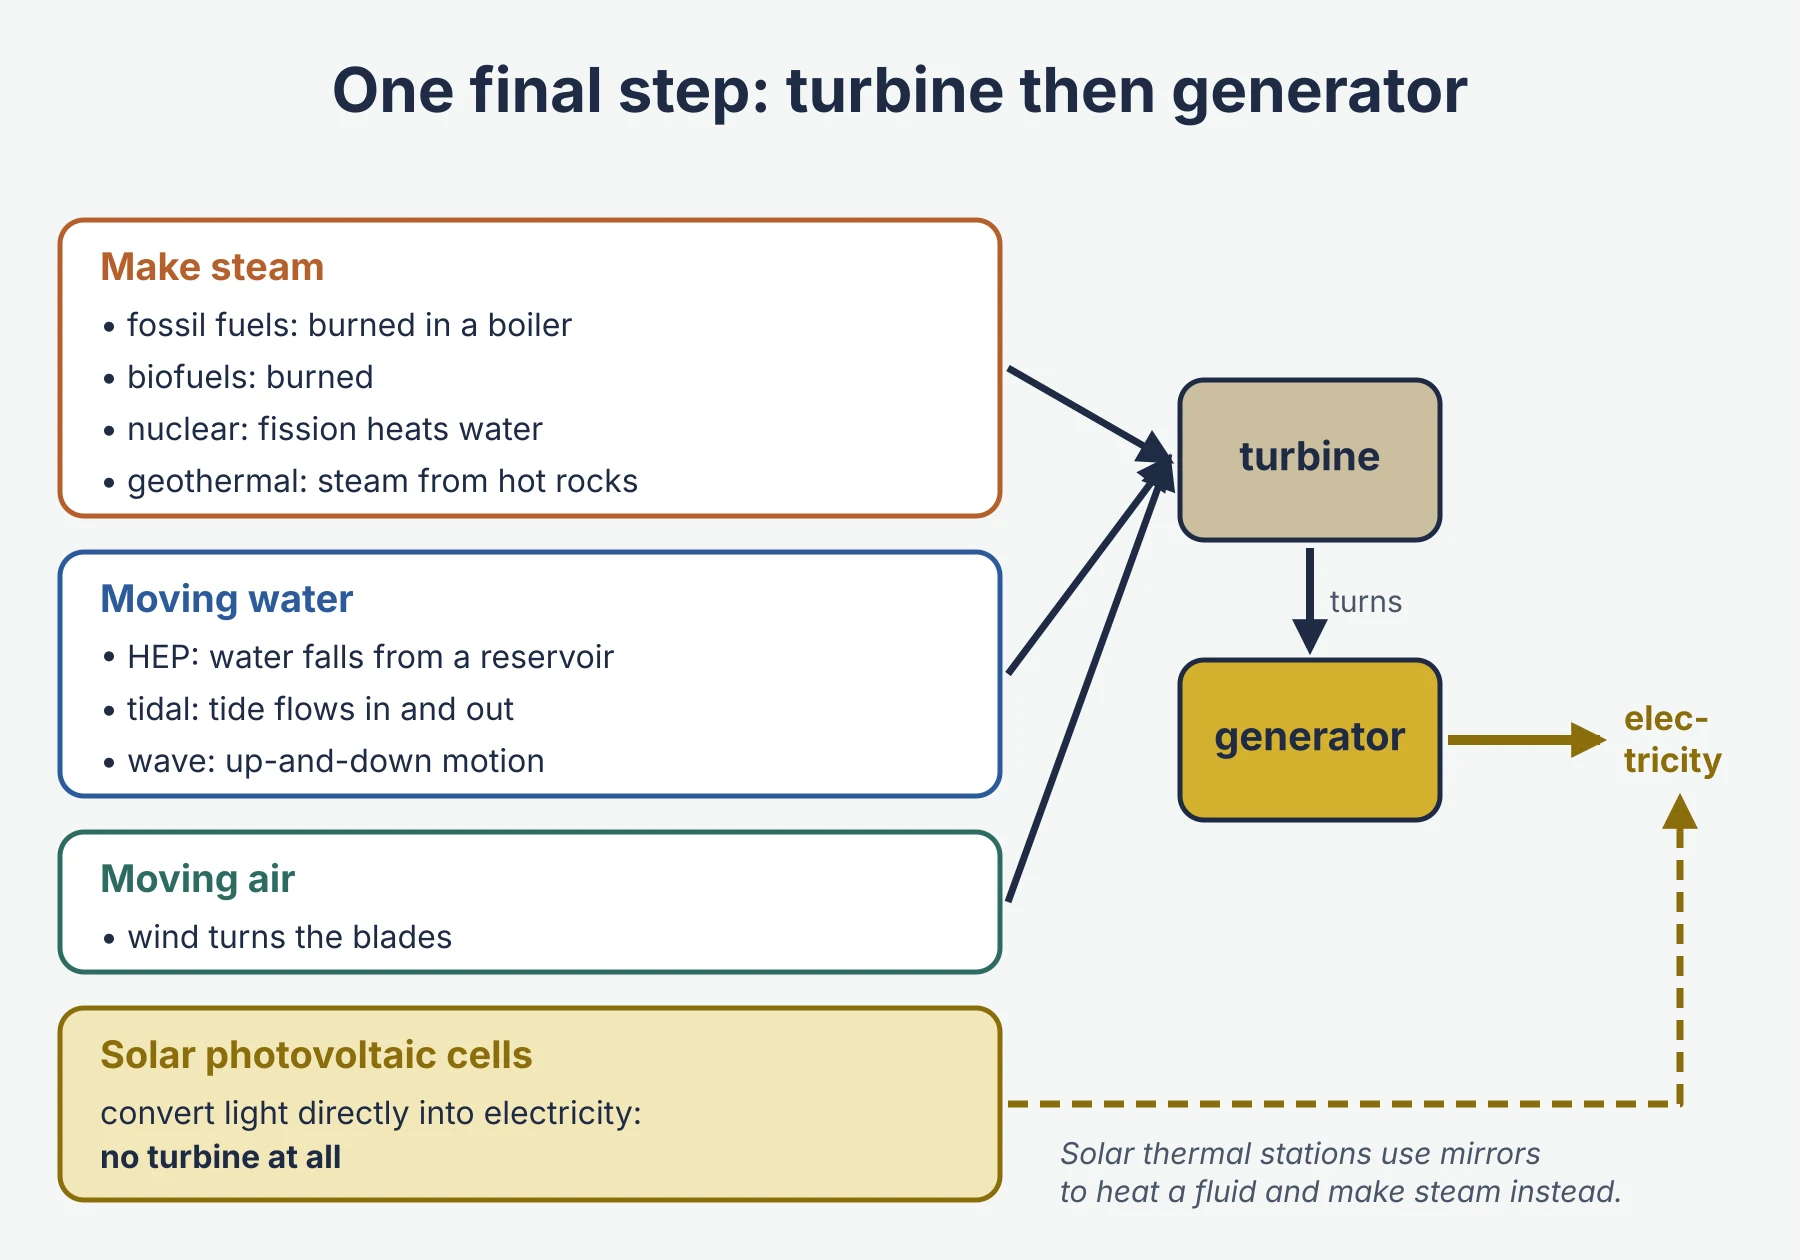 One final step: turbine then generator
Make steam
• fossil fuels: burned in a boiler
• biofuels: burned
• nuclear: fission heats water
• geothermal: steam from hot rocks
Moving water
• HEP: water falls from a reservoir
• tidal: tide flows in and out
• wave: up-and-down motion
Moving air
• wind turns the blades
Solar photovoltaic cells
convert light directly into electricity:
no turbine at all
turbine
turns
generator
elec-
tricity
Solar thermal stations use mirrors
to heat a fluid and make steam instead.